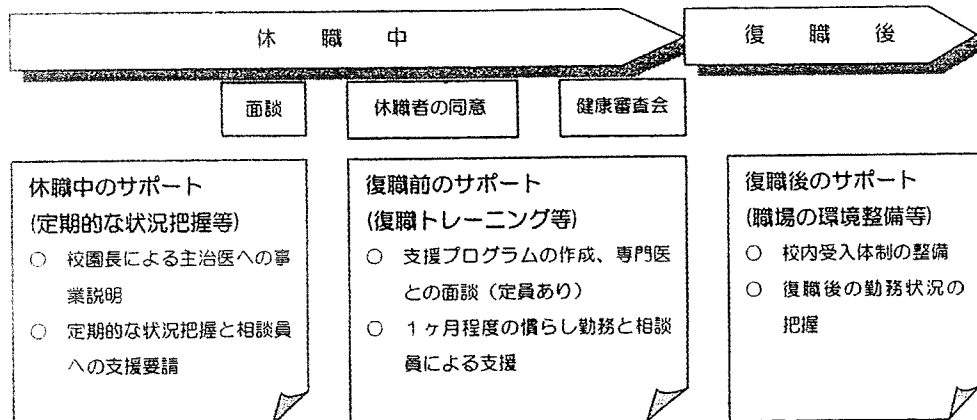 休職中
復職後
面談
休職者の同意
健康審査会
休職中のサポート
(定期的な状況把握等)
○ 校園長による主治医への事
業説明
○ 定期的な状況把握と相談員
への支援要請
復職前のサポート
(復職トレーニング等)
○ 支援プログラムの作成、専門医
との面談(定員あり)
○ 1ヶ月程度の慣らし勤務と相談
員による支援
復職後のサポート
(職場の環境整備等)
○ 校内受入体制の整備
○ 復職後の勤務状況の
把握